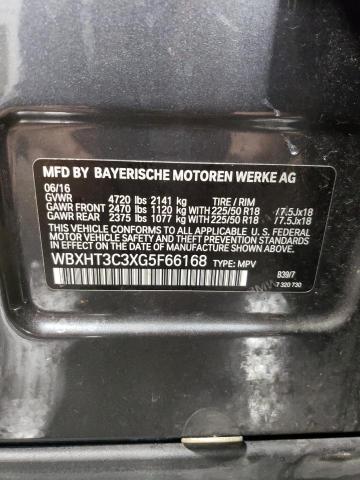 MFD BY BAYERISCHE MOTOREN WERKE AG
06/16
GVWR 4720 lbs 2141 kg TIRE / RIM
GAWR FRONT 2470 lbs 1120 kg WITH 225/50 R18 /7.5Jx18
GAWR REAR 2375 lbs 1077 kg WITH 225/50 R18 /7.5Jx18
THIS VEHICLE CONFORMS TO ALL APPLICABLE
U. S. FEDERAL MOTOR VEHICLE SAFETY, BUMPER,
AND THEFT PREVENTION STANDARDS IN EFFECT ON THE
DATE OF MANUFACTURE SHOWN ABOVE.
WBXHT3C3XG5F66168 TYPE: MPV
B39/7
7 320 730